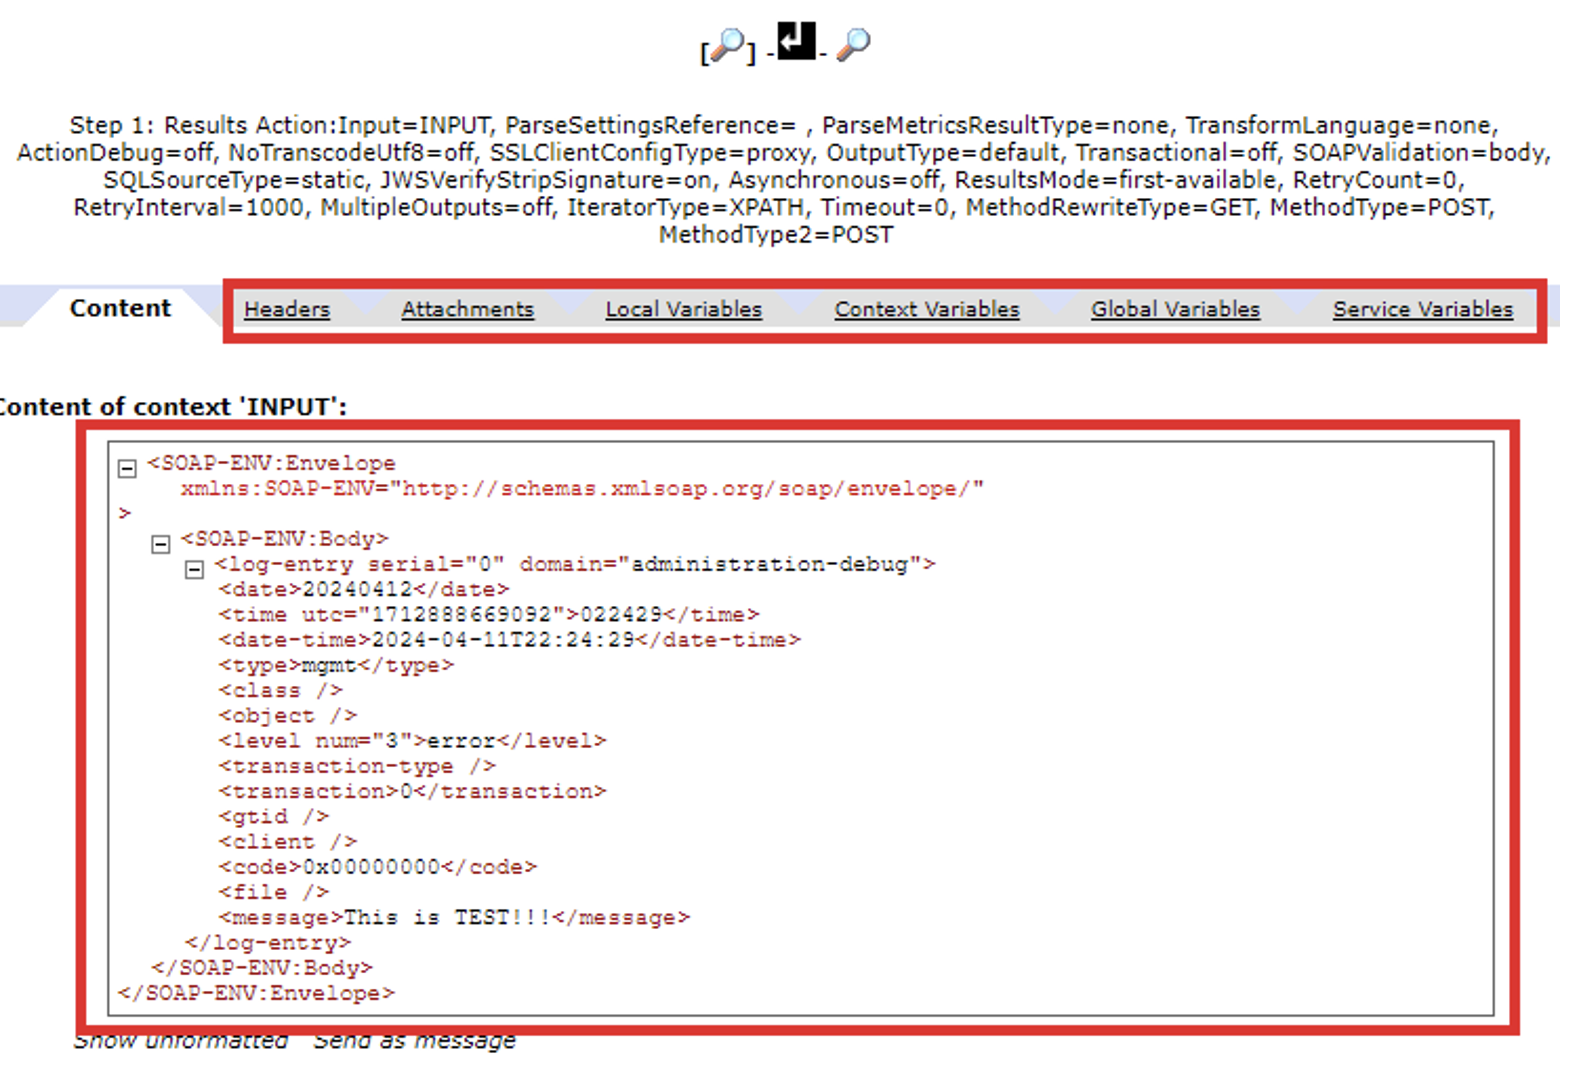 [ ] - - 
Step 1: Results Action:Input=INPUT, ParseSettingsReference= , ParseMetricsResultType=none, TransformLanguage=none,
ActionDebug=off, NoTranscodeUtf8=off, SSLClientConfigType=proxy, OutputType=default, Transactional=off, SOAPValidation=body,
SQLSourceType=static, JWSVerifyStripSignature=on, Asynchronous=off, ResultsMode=first-available, RetryCount=0,
RetryInterval=1000, MultipleOutputs=off, IteratorType=XPATH, Timeout=0, MethodRewriteType=GET, MethodType=POST,
MethodType2=POST
Content Headers Attachments Local Variables Context Variables Global Variables Service Variables
Content of context 'INPUT':
<SOAP-ENV:Envelope
xmlns:SOAP-ENV="http://schemas.xmlsoap.org/soap/envelope/"
>
<SOAP-ENV:Body>
<log-entry serial="0" domain="administration-debug">
<date>20240412</date>
<time utc="1712888669092">022429</time>
<date-time>2024-04-11T22:24:29</date-time>
<type>mgmt</type>
<class />
<object />
<level num="3">error</level>
<transaction-type />
<transaction>0</transaction>
<gtid />
<client />
<code>0x00000000</code>
<file />
<message>This is TEST!!!</message>
</log-entry>
</SOAP-ENV:Body>
</SOAP-ENV:Envelope>
Show unformatted Send as message